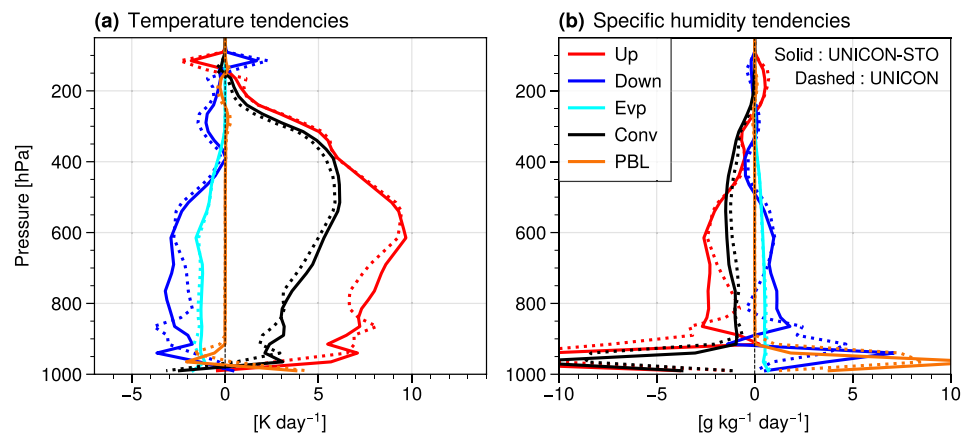 (a) Temperature tendencies
200
400
600
800
1000
Pressure [hPa]
−5
0
5
10
[K day⁻¹]
(b) Specific humidity tendencies
Up
Down
Evp
Conv
PBL
Solid : UNICON-STO
Dashed : UNICON
200
400
600
800
1000
−10
−5
0
5
10
[g kg⁻¹ day⁻¹]